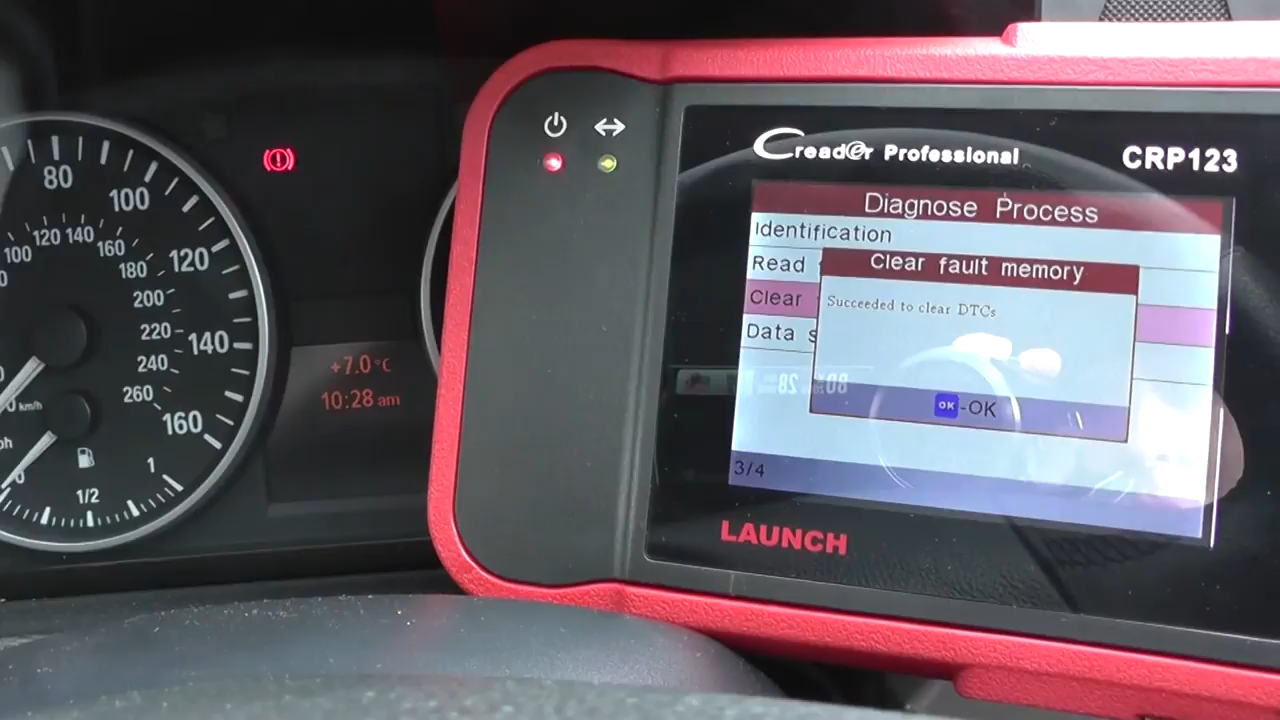 80
100
120
140
160
100
120
140
160
180
200
220
240
260
km/h
1/2
1
+7.0°C
10:28 am
Creader Professional
CRP123
Diagnose Process
Identification
Read
Clear
Data s
Clear fault memory
Succeeded to clear DTCs
OK-OK
3/4
LAUNCH